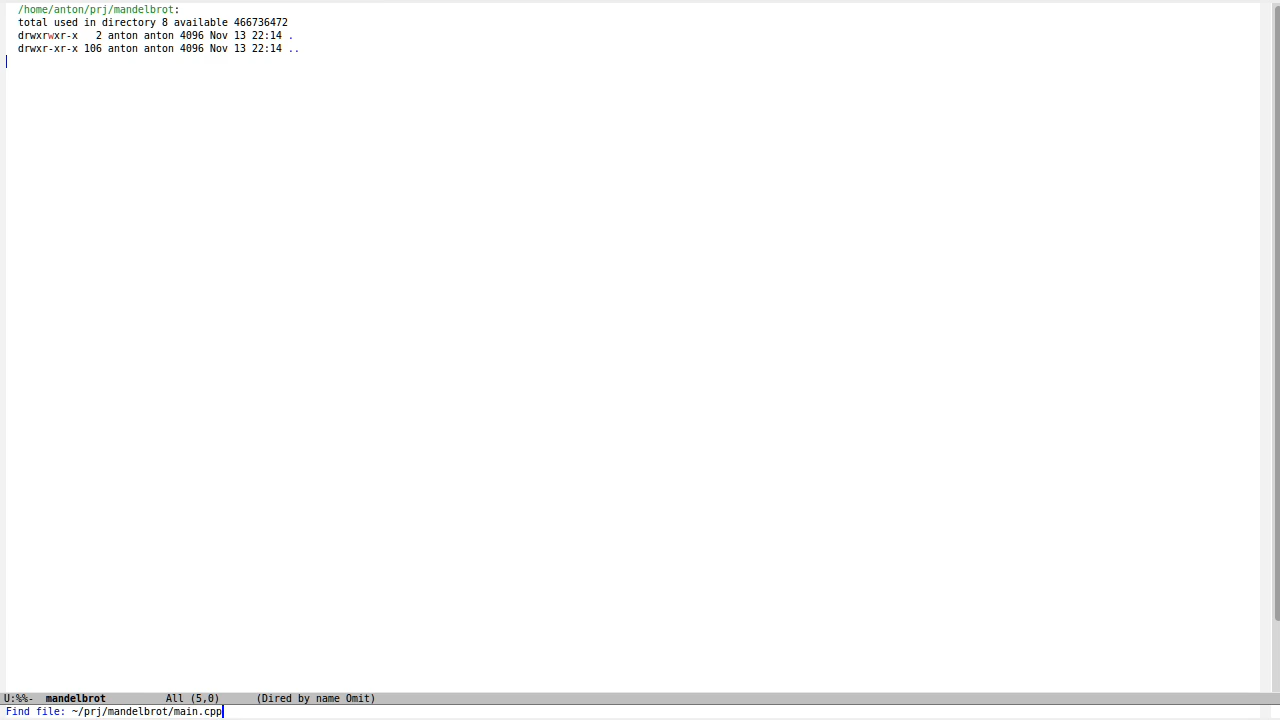 /home/anton/prj/mandelbrot:
total used in directory 8 available 466736472
drwxrwxr-x   2 anton anton 4096 Nov 13 22:14 .
drwxr-xr-x 106 anton anton 4096 Nov 13 22:14 ..
U:%%-  mandelbrot          All (5,0)      (Dired by name Omit)
Find file: ~/prj/mandelbrot/main.cpp